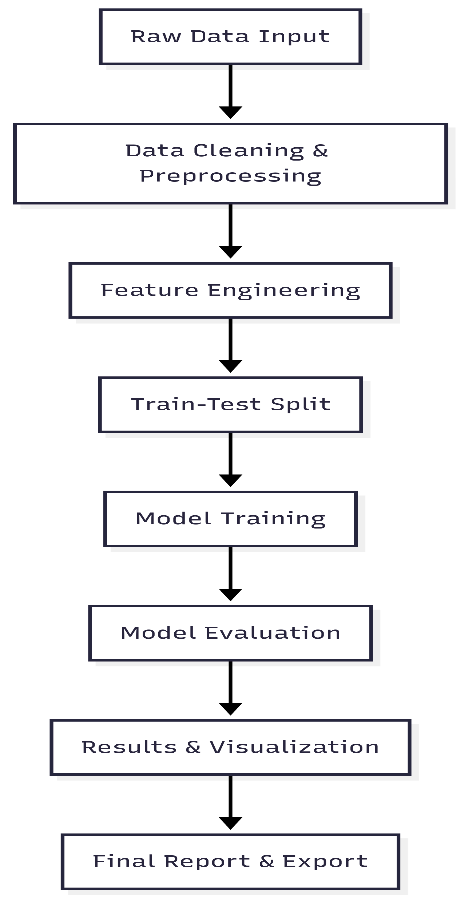 Raw Data Input
Data Cleaning &
Preprocessing
Feature Engineering
Train-Test Split
Model Training
Model Evaluation
Results & Visualization
Final Report & Export